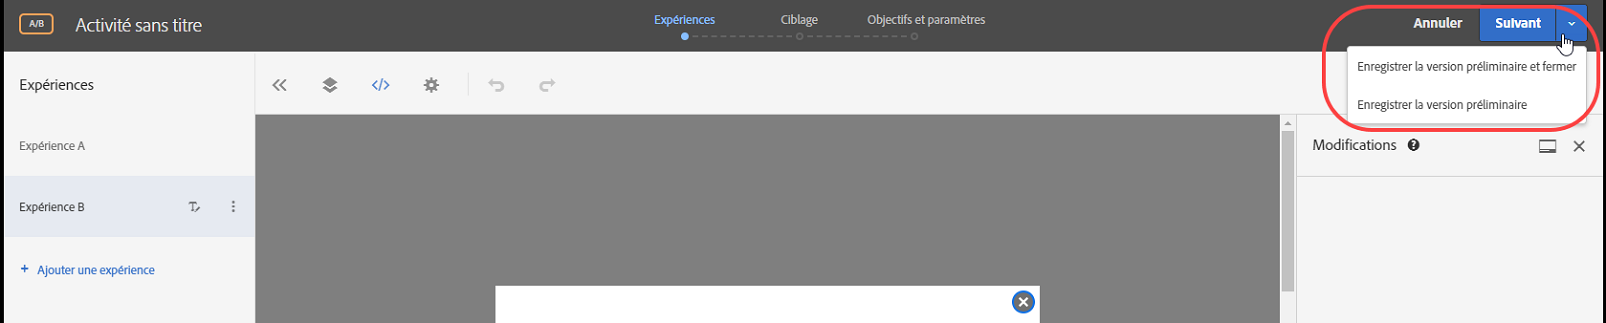 A/B
Activité sans titre
Expériences
Ciblage
Objectifs et paramètres
Annuler
Suivant
Enregistrer la version préliminaire et fermer
Enregistrer la version préliminaire
Expériences
Expérience A
Expérience B
+ Ajouter une expérience
Modifications